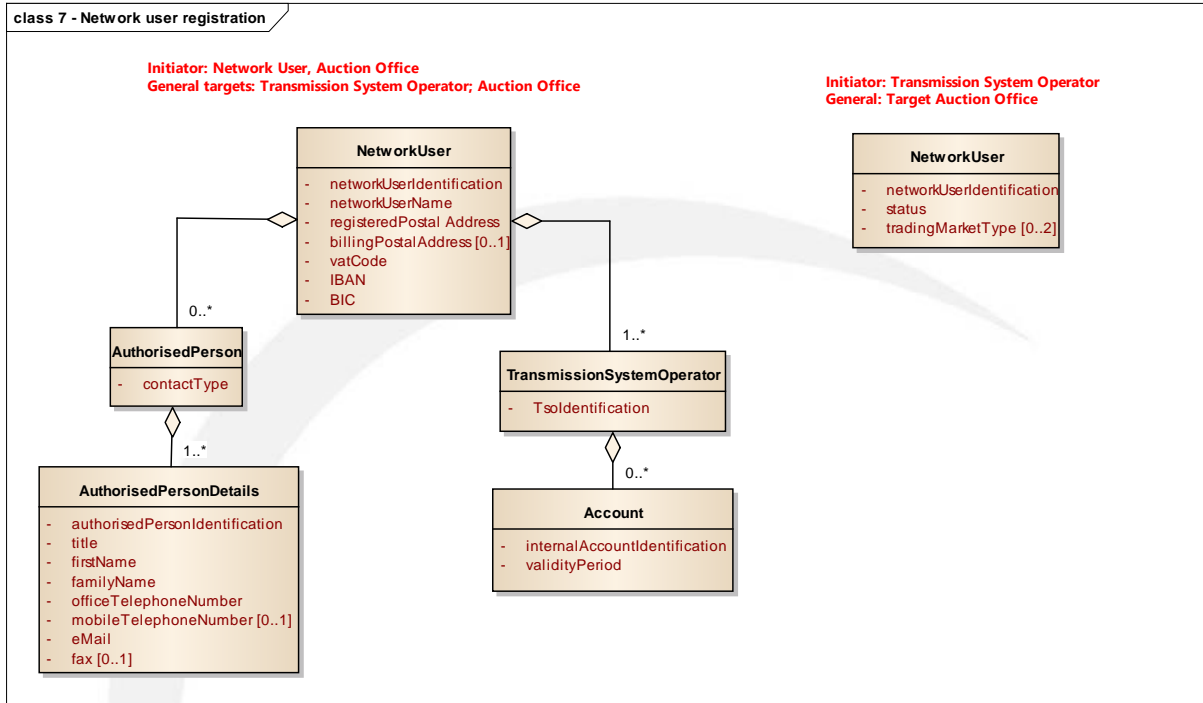 class 7 - Network user registration
Initiator: Network User, Auction Office
General targets: Transmission System Operator; Auction Office
Initiator: Transmission System Operator
General: Target Auction Office
NetworkUser
- networkUserIdentification
- networkUserName
- registeredPostal Address
- billingPostalAddress [0..1]
- vatCode
- IBAN
- BIC
NetworkUser
- networkUserIdentification
- status
- tradingMarketType [0..2]
0..*
1..*
AuthorisedPerson
- contactType
TransmissionSystemOperator
- TsoIdentification
1..*
0..*
AuthorisedPersonDetails
- authorisedPersonIdentification
- title
- firstName
- familyName
- officeTelephoneNumber
- mobileTelephoneNumber [0..1]
- eMail
- fax [0..1]
Account
- internalAccountIdentification
- validityPeriod